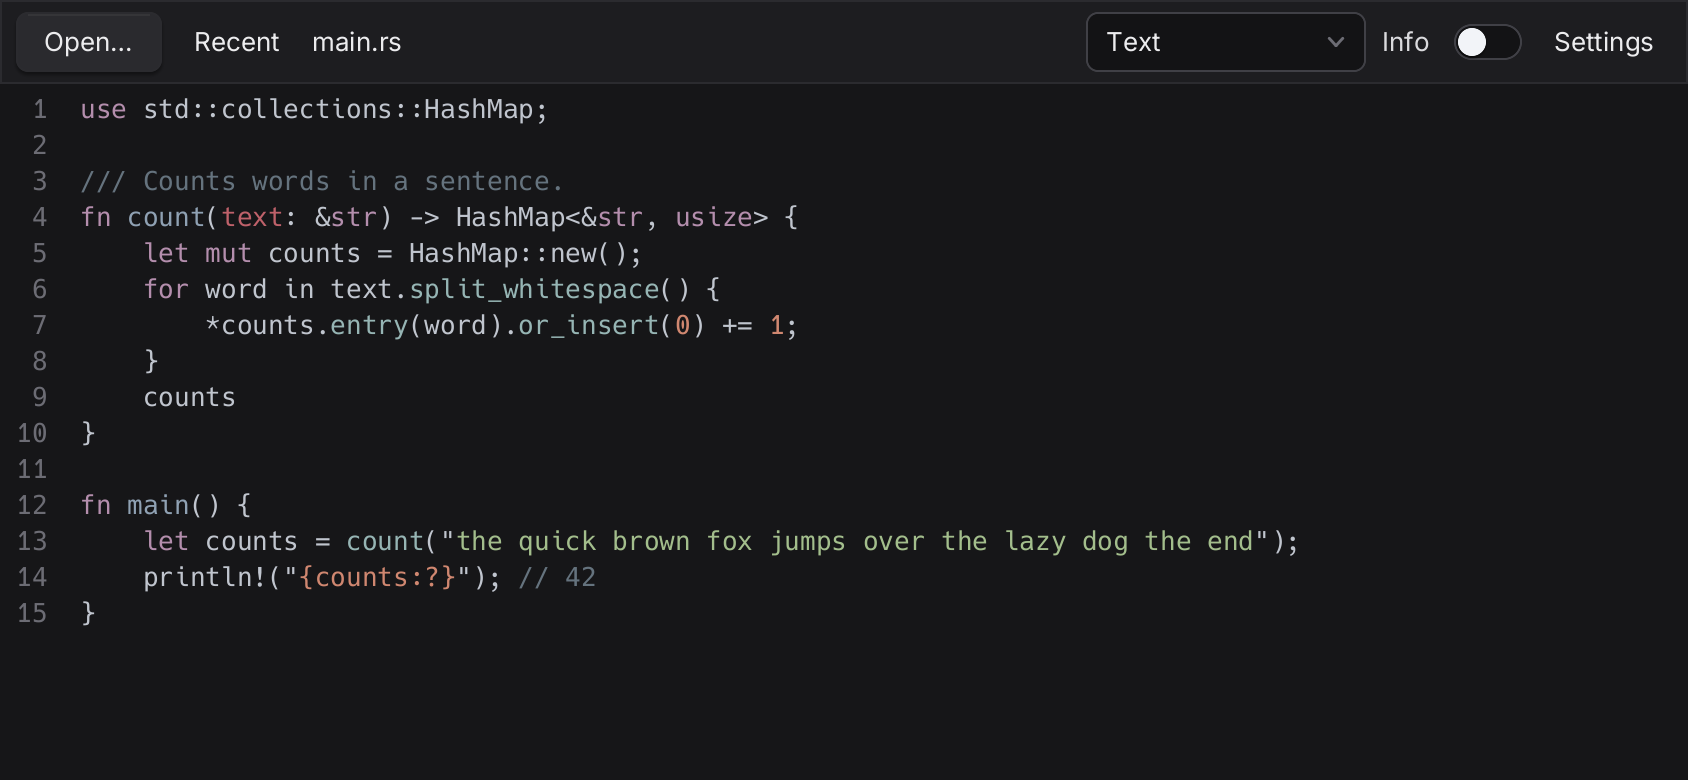 Open... Recent main.rs Text Info Settings
1 use std::collections::HashMap;
2
3 /// Counts words in a sentence.
4 fn count(text: &str) -> HashMap<&str, usize> {
5     let mut counts = HashMap::new();
6     for word in text.split_whitespace() {
7         *counts.entry(word).or_insert(0) += 1;
8     }
9     counts
10 }
11
12 fn main() {
13     let counts = count("the quick brown fox jumps over the lazy dog the end");
14     println!("{counts:?}"); // 42
15 }